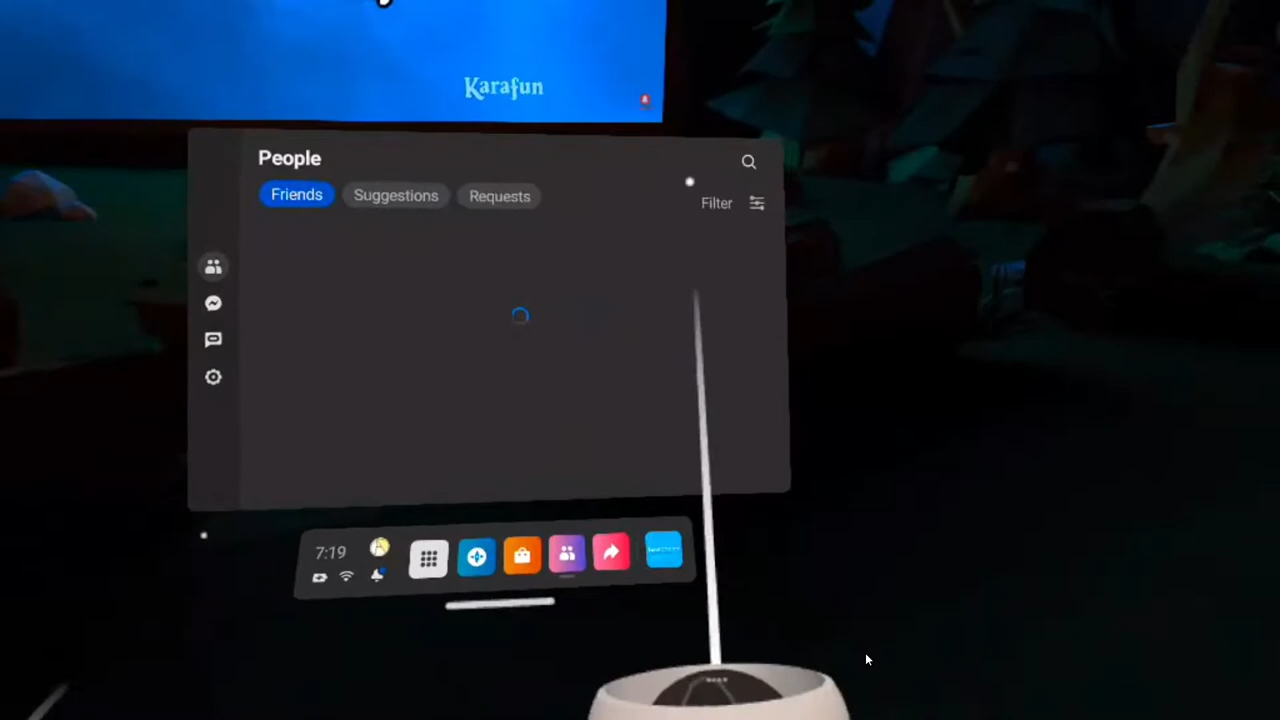 Karafun
People
Friends Suggestions Requests
Filter
7:19